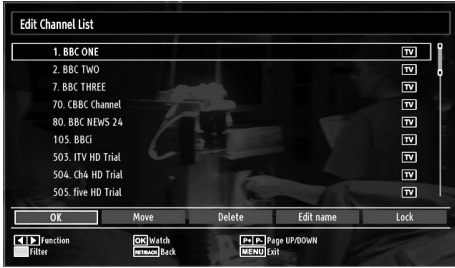 Edit Channel List
1. BBC ONE TV
2. BBC TWO TV
7. BBC THREE TV
70. CBBC Channel TV
80. BBC NEWS 24 TV
105. BBCi TV
503. ITV HD Trial TV
504. Ch4 HD Trial TV
505. five HD Trial TV
OK Move Delete Edit name Lock
Function OK Watch P+ P- Page UP/DOWN
Filter RET/BACK Back MENU Exit